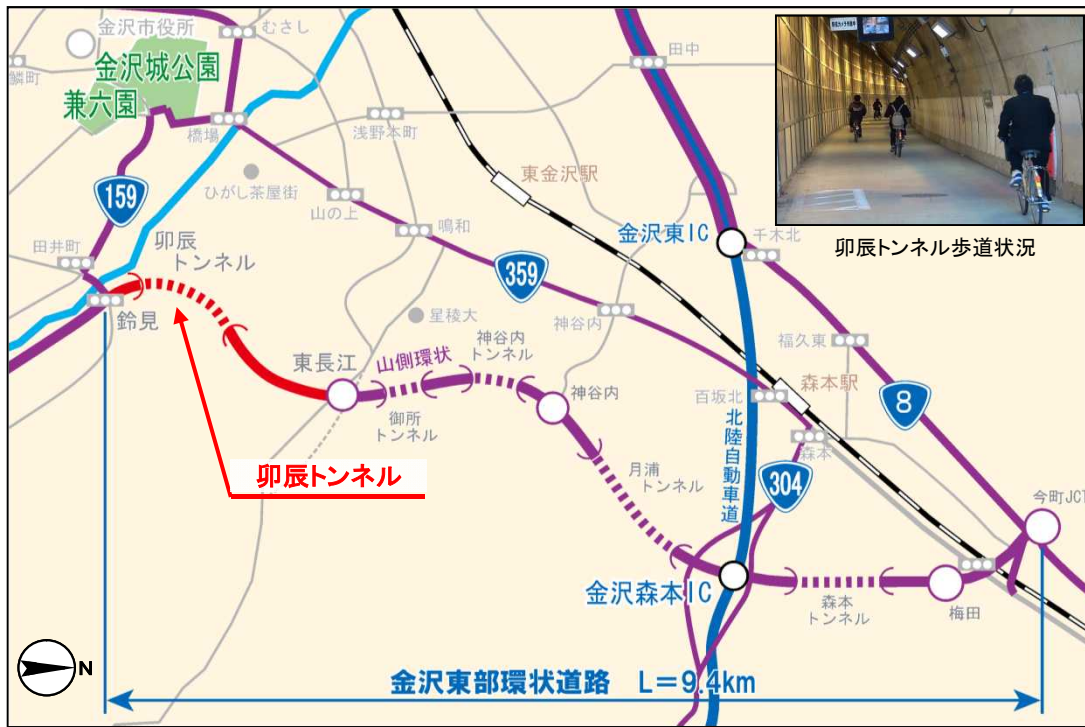 金沢市役所
むさし
金沢城公園
兼六園
鱗町
橋場
浅野本町
田中
159
ひがし茶屋街
山の上
鳴和
東金沢駅
金沢東IC
千木北
卯辰トンネル歩道状況
田井町
卯辰
トンネル
鈴見
359
星稜大
神谷内
福久東
東長江
山側環状
神谷内
トンネル
神谷内
御所
トンネル
百坂北
森本駅
8
北陸自動車道
森本
卯辰トンネル
月浦
トンネル
304
今町JCT
金沢森本IC
森本
トンネル
梅田
N
金沢東部環状道路 L=9.4km